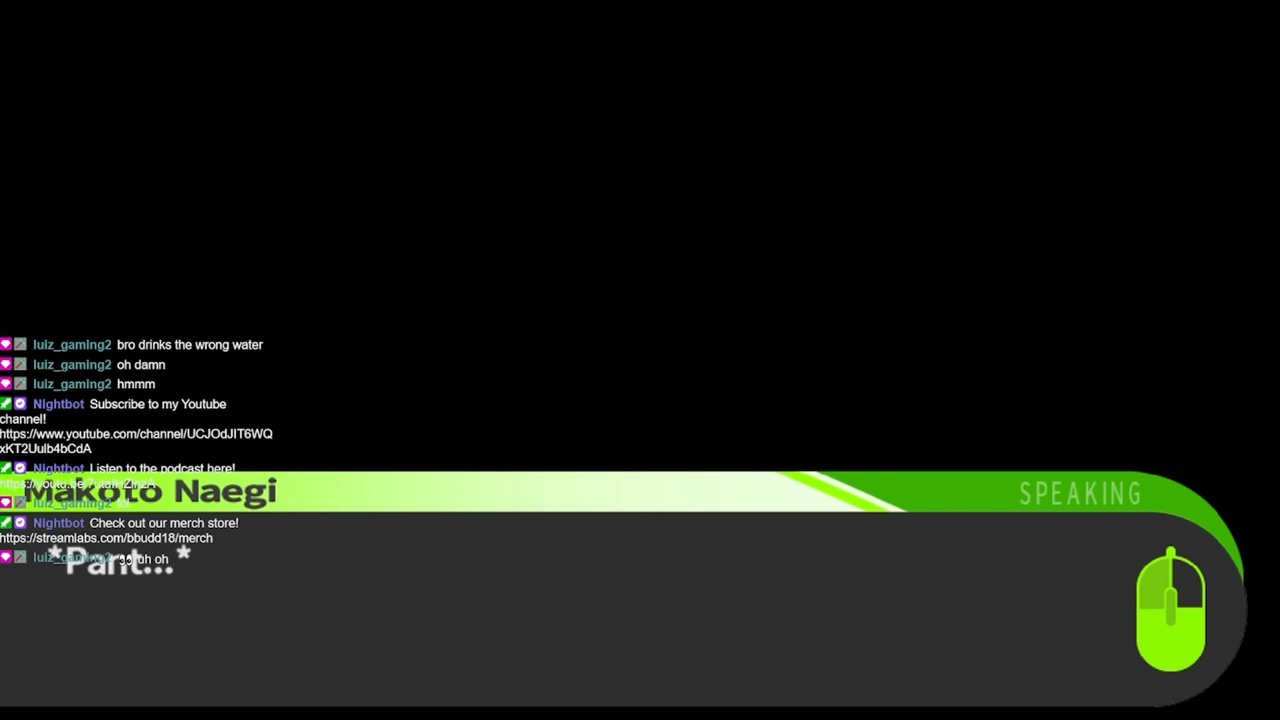 luiz_gaming2 bro drinks the wrong water
luiz_gaming2 oh damn
luiz_gaming2 hmmm
Nightbot Subscribe to my Youtube
channel!
https://www.youtube.com/channel/UCJOdJIT6WQ
xKT2Uulb4bCdA
Nightbot Listen to the podcast here!
Makoto Naegi
SPEAKING
luiz_gaming2
Nightbot Check out our merch store!
https://streamlabs.com/bbudd18/merch
luiz_gaming2 uh oh
*Pant...*